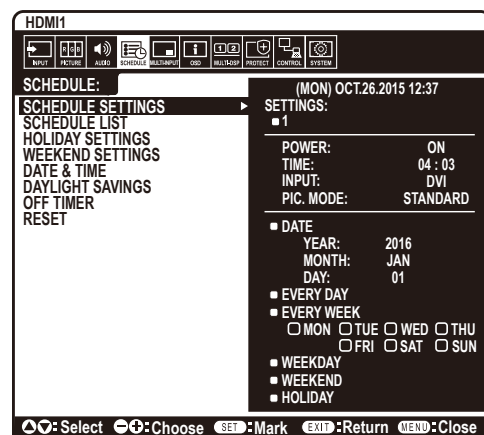 HDMI1
INPUT PICTURE AUDIO SCHEDULE MULTI-INPUT OSD MULTI-DSP PROTECT CONTROL SYSTEM
SCHEDULE:
SCHEDULE SETTINGS
SCHEDULE LIST
HOLIDAY SETTINGS
WEEKEND SETTINGS
DATE & TIME
DAYLIGHT SAVINGS
OFF TIMER
RESET
(MON) OCT.26.2015 12:37
SETTINGS:
1
POWER: ON
TIME: 04 : 03
INPUT: DVI
PIC. MODE: STANDARD
DATE
YEAR: 2016
MONTH: JAN
DAY: 01
EVERY DAY
EVERY WEEK
MON TUE WED THU
FRI SAT SUN
WEEKDAY
WEEKEND
HOLIDAY
:Select :Choose SET:Mark EXIT:Return MENU:Close